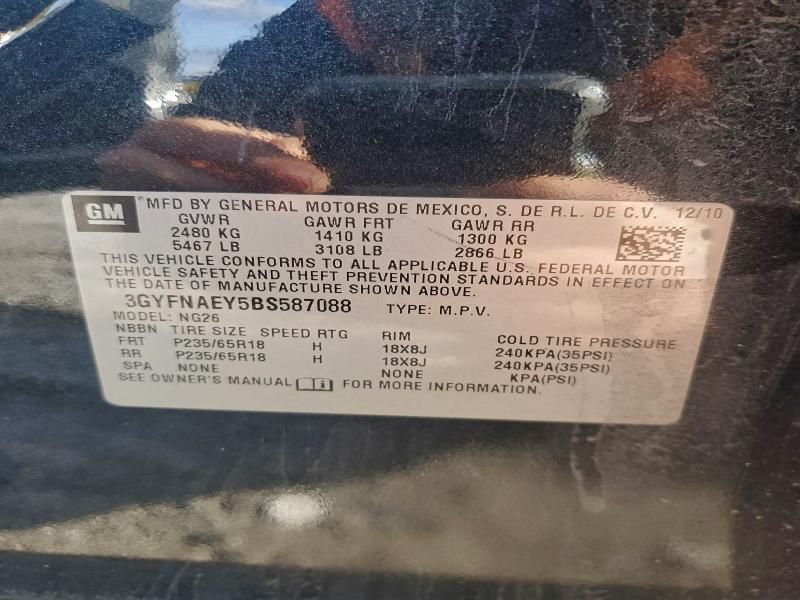 GM ® MFD BY GENERAL MOTORS DE MEXICO, S. DE R.L. DE C.V. 12/10
GVWR GAWR FRT GAWR RR
2480 KG 1410 KG 1300 KG
5467 LB 3108 LB 2866 LB
THIS VEHICLE CONFORMS TO ALL APPLICABLE U.S. FEDERAL MOTOR
VEHICLE SAFETY AND THEFT PREVENTION STANDARDS IN EFFECT ON
THE DATE OF MANUFACTURE SHOWN ABOVE.
3GYFNAEY5BS587088 TYPE: M.P.V.
MODEL: NG26
NBBN TIRE SIZE SPEED RTG RIM COLD TIRE PRESSURE
FRT P235/65R18 H 18X8J 240KPA(35PSI)
RR P235/65R18 H 18X8J 240KPA(35PSI)
SPA NONE NONE KPA(PSI)
SEE OWNER'S MANUAL FOR MORE INFORMATION.